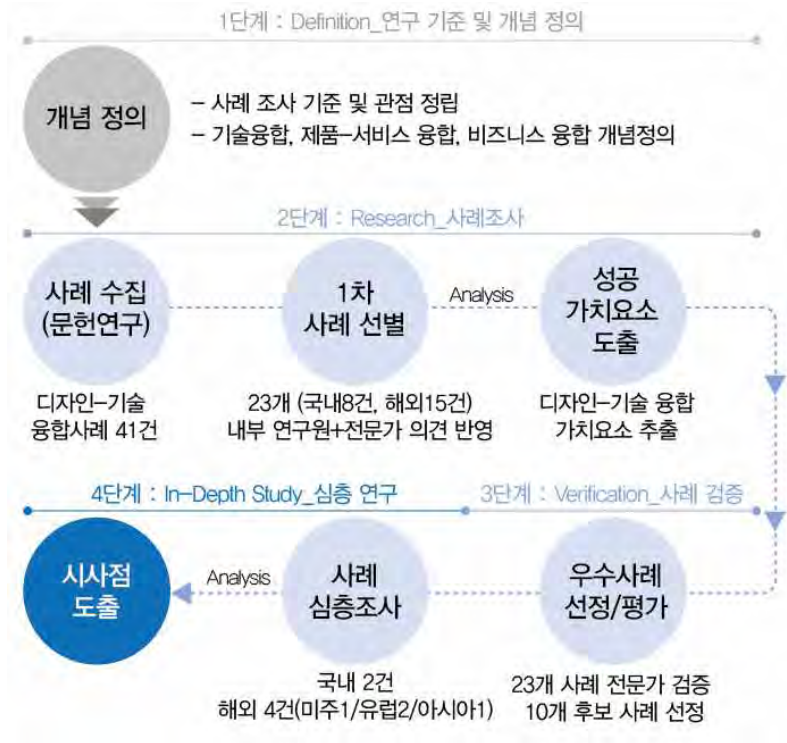 1단계 : Definition_연구 기준 및 개념 정의
개념 정의
- 사례 조사 기준 및 관점 정립
- 기술융합, 제품-서비스 융합, 비즈니스 융합 개념정의
2단계 : Research_사례조사
사례 수집
(문헌연구)
디자인-기술
융합사례 41건
1차
사례 선별
23개 (국내8건, 해외15건)
내부 연구원+전문가 의견 반영
Analysis
성공
가치요소
도출
디자인-기술 융합
가치요소 추출
3단계 : Verification_사례 검증
우수사례
선정/평가
23개 사례 전문가 검증
10개 후보 사례 선정
4단계 : In-Depth Study_심층 연구
사례
심층조사
국내 2건
해외 4건(미주1/유럽2/아시아1)
Analysis
시사점
도출